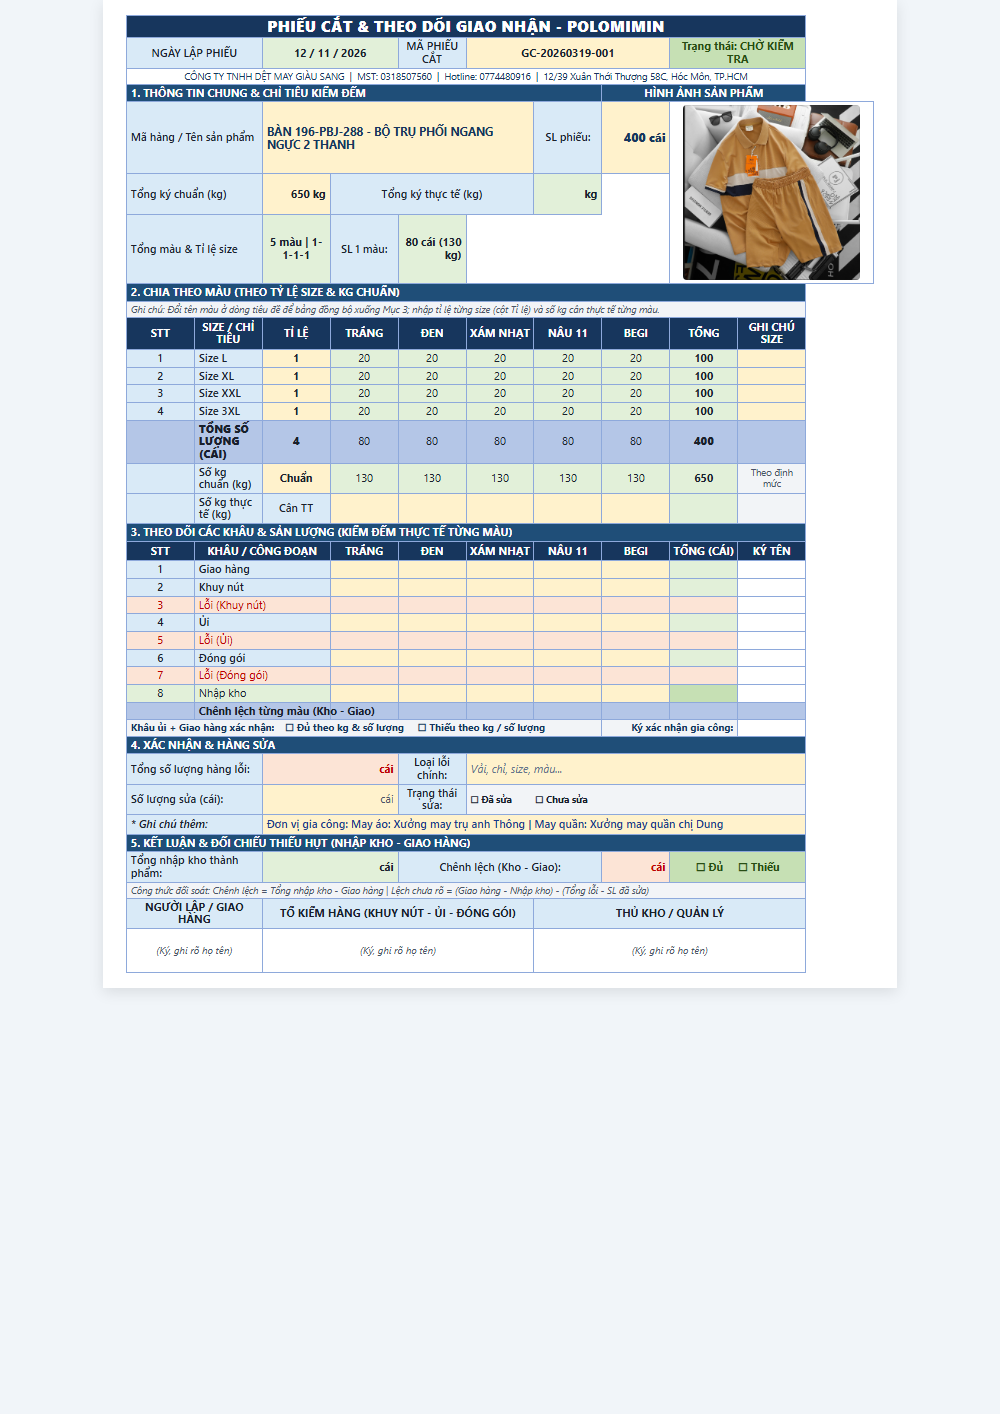 PHIẾU CẮT & THEO DÕI GIAO NHẬN - POLOMIMIN
NGÀY LẬP PHIẾU 12 / 11 / 2026 MÃ PHIẾU CẮT GC-20260319-001 Trạng thái: CHỜ KIỂM TRA
CÔNG TY TNHH DỆT MAY GIÀU SANG | MST: 0318507560 | Hotline: 0774480916 | 12/39 Xuân Thới Thượng 58C, Hóc Môn, TP.HCM
1. THÔNG TIN CHUNG & CHỈ TIÊU KIỂM ĐẾM HÌNH ẢNH SẢN PHẨM
Mã hàng / Tên sản phẩm BÀN 196-PBJ-288 - BỘ TRỤ PHỐI NGANG NGỰC 2 THANH SL phiếu: 400 cái
Tổng ký chuẩn (kg) 650 kg Tổng ký thực tế (kg) kg
Tổng màu & Tỉ lệ size 5 màu | 1-1-1-1 SL 1 màu: 80 cái (130 kg)
2. CHIA THEO MÀU (THEO TỶ LỆ SIZE & KG CHUẨN)
Ghi chú: Đổi tên màu ở dòng tiêu đề để bảng đồng bộ xuống Mục 3; nhập tỉ lệ từng size (cột Tỉ lệ) và số kg cân thực tế từng màu.
STT SIZE / CHỈ TIÊU TỈ LỆ TRẮNG ĐEN XÁM NHẠT NÂU 11 BEGI TỔNG GHI CHÚ SIZE
1 Size L 1 20 20 20 20 20 100
2 Size XL 1 20 20 20 20 20 100
3 Size XXL 1 20 20 20 20 20 100
4 Size 3XL 1 20 20 20 20 20 100
TỔNG SỐ LƯỢNG (CÁI) 4 80 80 80 80 80 400
Số kg chuẩn (kg) Chuẩn 130 130 130 130 130 650 Theo định mức
Số kg thực tế (kg) Cân TT
3. THEO DÕI CÁC KHÂU & SẢN LƯỢNG (KIỂM ĐẾM THỰC TẾ TỪNG MÀU)
STT KHÂU / CÔNG ĐOẠN TRẮNG ĐEN XÁM NHẠT NÂU 11 BEGI TỔNG (CÁI) KÝ TÊN
1 Giao hàng
2 Khuy nút
3 Lỗi (Khuy nút)
4 Ủi
5 Lỗi (Ủi)
6 Đóng gói
7 Lỗi (Đóng gói)
8 Nhập kho
Chênh lệch từng màu (Kho - Giao)
Khâu ủi + Giao hàng xác nhận: ☐ Đủ theo kg & số lượng ☐ Thiếu theo kg / số lượng Ký xác nhận gia công:
4. XÁC NHẬN & HÀNG SỬA
Tổng số lượng hàng lỗi: cái Loại lỗi chính: Vải, chỉ, size, màu...
Số lượng sửa (cái): cái Trạng thái sửa: ☐ Đã sửa ☐ Chưa sửa
* Ghi chú thêm: Đơn vị gia công: May áo: Xưởng may trụ anh Thông | May quần: Xưởng may quần chị Dung
5. KẾT LUẬN & ĐỐI CHIẾU THIẾU HỤT (NHẬP KHO - GIAO HÀNG)
Tổng nhập kho thành phẩm: cái Chênh lệch (Kho - Giao): cái ☐ Đủ ☐ Thiếu
Công thức đối soát: Chênh lệch = Tổng nhập kho - Giao hàng | Lệch chưa rõ = (Giao hàng - Nhập kho) - (Tổng lỗi - SL đã sửa)
NGƯỜI LẬP / GIAO HÀNG TỔ KIỂM HÀNG (KHUY NÚT - ỦI - ĐÓNG GÓI) THỦ KHO / QUẢN LÝ
(Ký, ghi rõ họ tên) (Ký, ghi rõ họ tên) (Ký, ghi rõ họ tên)